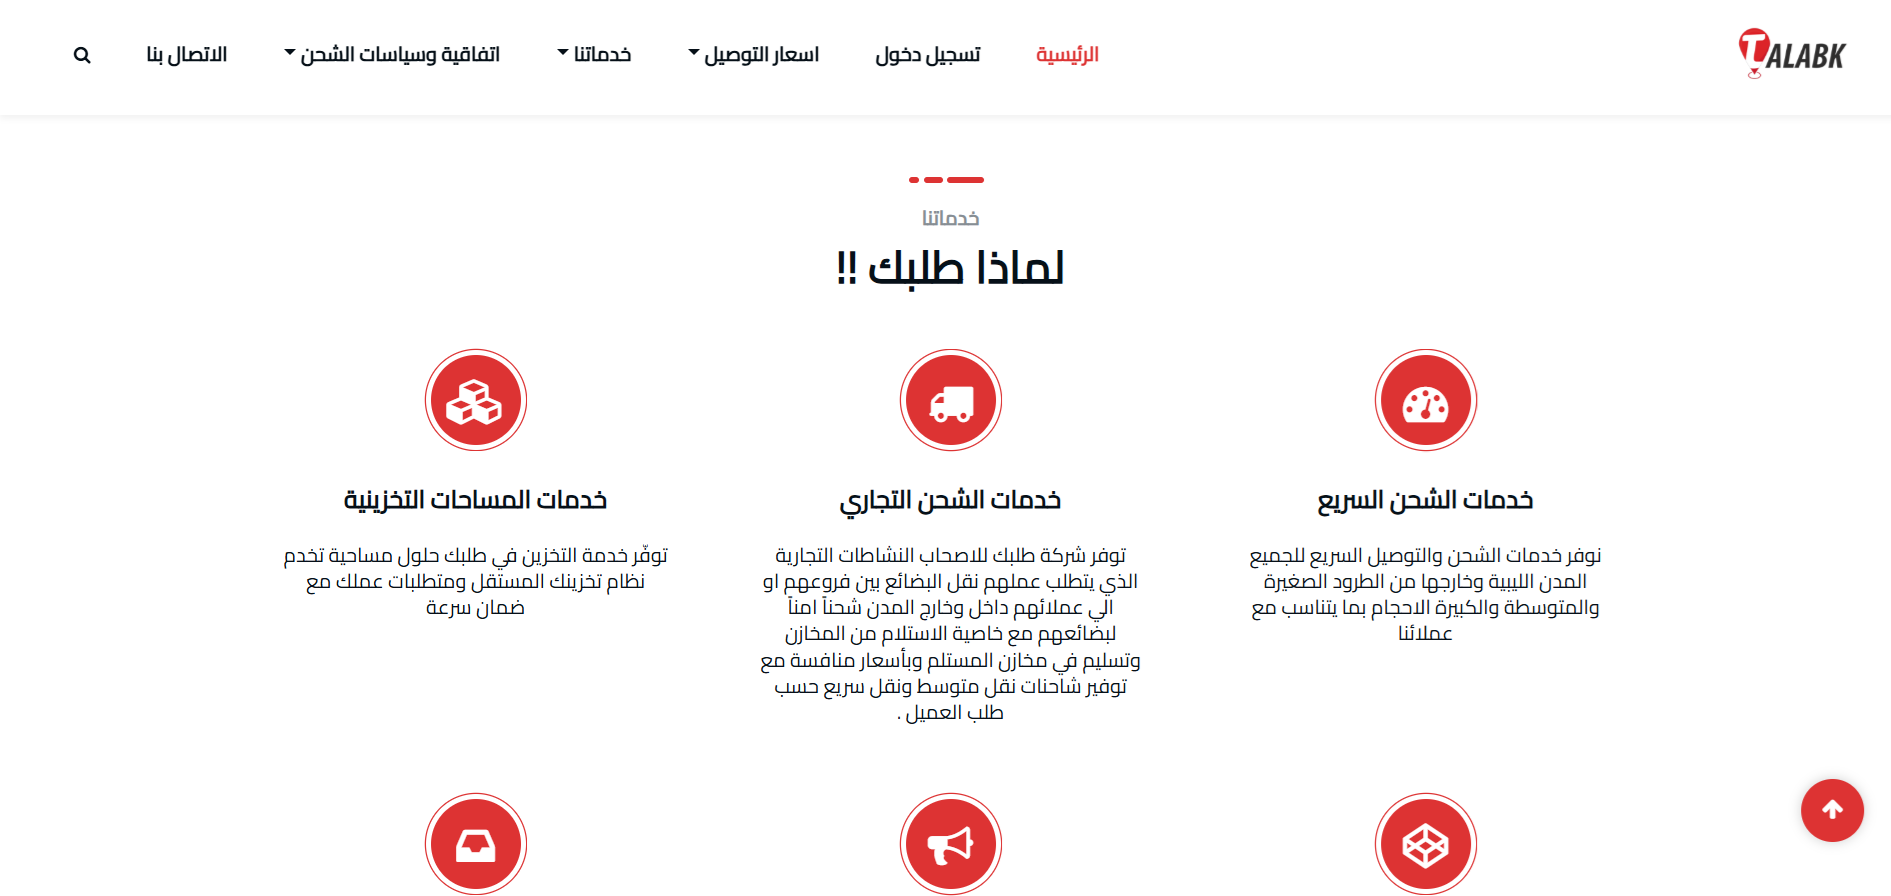 TALABK
الرئيسية
تسجيل دخول
اسعار التوصيل
خدماتنا
اتفاقية وسياسات الشحن
الاتصال بنا
خدماتنا
لماذا طلبك !!
خدمات الشحن السريع
نوفر خدمات الشحن والتوصيل السريع للجميع
المدن الليبية وخارجها من الطرود الصغيرة
والمتوسطة والكبيرة الاحجام بما يتناسب مع
عملائنا
خدمات الشحن التجاري
توفر شركة طلبك للاصحاب النشاطات التجارية
الذي يتطلب عملهم نقل البضائع بين فروعهم او
الي عملائهم داخل وخارج المدن شحناً امناً
لبضائعهم مع خاصية الاستلام من المخازن
وتسليم في مخازن المستلم وبأسعار منافسة مع
توفير شاحنات نقل متوسط ونقل سريع حسب
طلب العميل .
خدمات المساحات التخزينية
توفّر خدمة التخزين في طلبك حلول مساحية تخدم
نظام تخزينك المستقل ومتطلبات عملك مع
ضمان سرعة